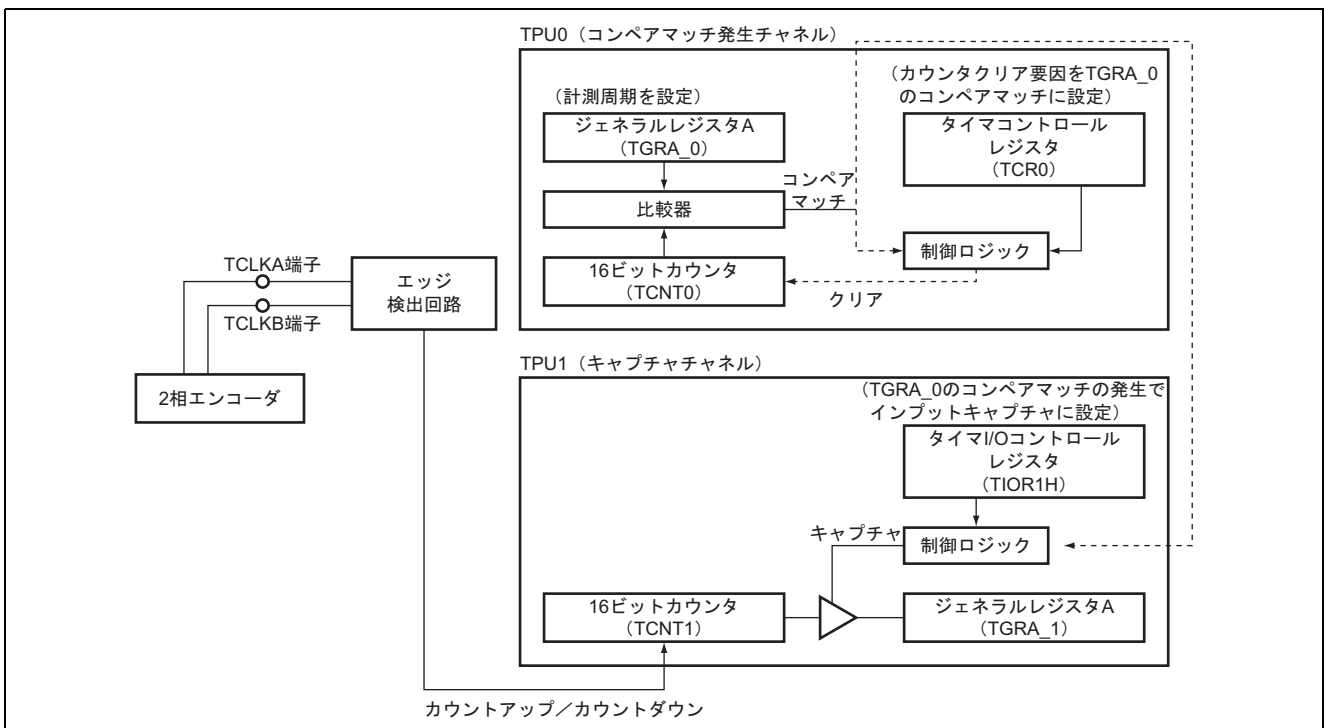 TPU0（コンペアマッチ発生チャネル）
（計測周期を設定）
ジェネラルレジスタA
（TGRA_0）
比較器
コンペア
マッチ
16ビットカウンタ
（TCNT0）
クリア
（カウンタクリア要因をTGRA_0
のコンペアマッチに設定）
タイマコントロール
レジスタ
（TCR0）
制御ロジック
TCLKA端子
TCLKB端子
エッジ
検出回路
2相エンコーダ
TPU1（キャプチャチャネル）
（TGRA_0のコンペアマッチの発生で
インプットキャプチャに設定）
タイマI/Oコントロール
レジスタ
（TIOR1H）
キャプチャ
制御ロジック
16ビットカウンタ
（TCNT1）
ジェネラルレジスタA
（TGRA_1）
カウントアップ／カウントダウン